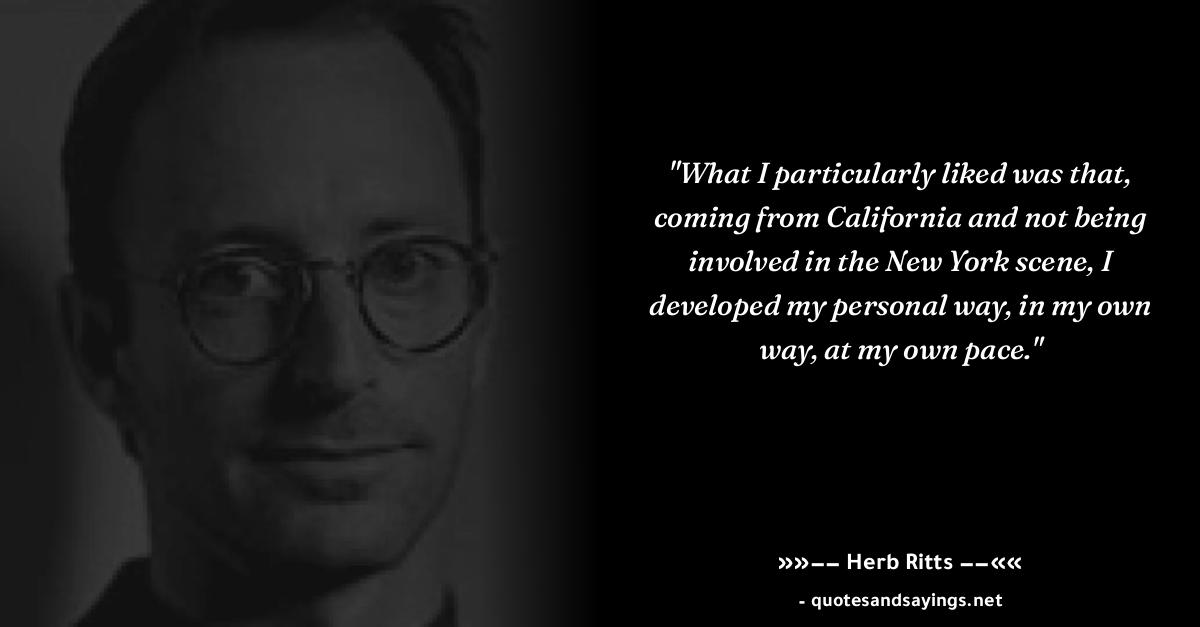 "What I particularly liked was that,
coming from California and not being
involved in the New York scene, I
developed my personal way, in my own
way, at my own pace."
»»−− Herb Ritts −−««
- quotesandsayings.net